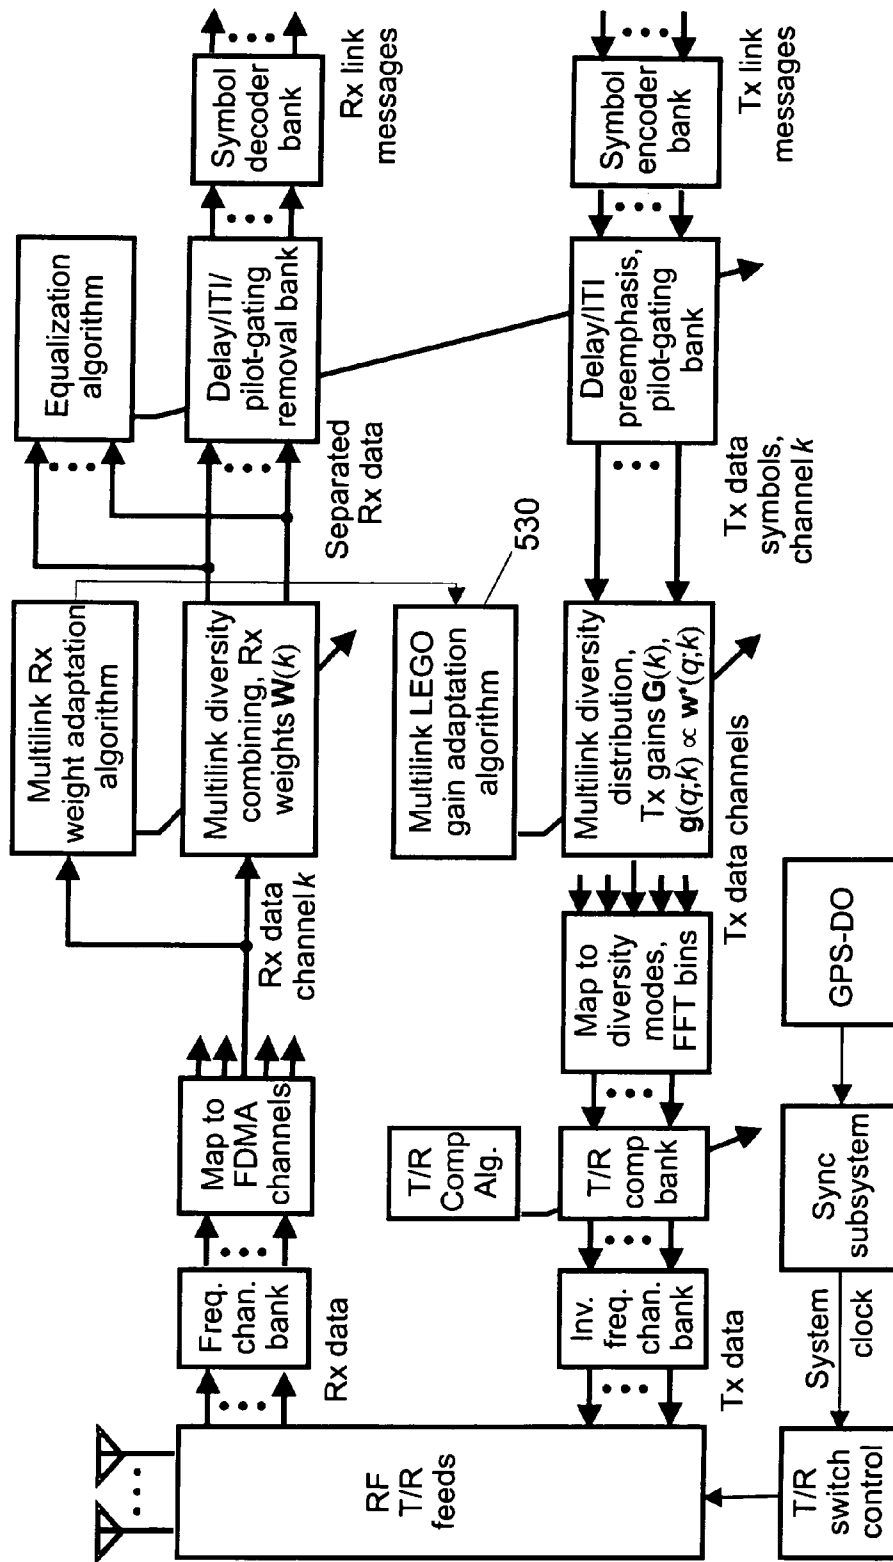 RF
T/R
feeds
Freq.
chan.
bank
Rx data
Map to
FDMA
channels
Rx data
channel k
Multilink Rx
weight adaptation
algorithm
Multilink diversity
combining, Rx
weights W(k)
Equalization
algorithm
Separated
Rx data
Delay/ITI/
pilot-gating
removal bank
Symbol
decoder
bank
Rx link
messages
Inv.
freq.
chan.
bank
Tx data
T/R
Comp
Alg.
T/R
comp
bank
Map to
diversity
modes,
FFT bins
Tx data channels
Multilink LEGO
gain adaptation
algorithm
530
Multilink diversity
distribution,
Tx gains G(k),
g(q;k) ∝ w*(q;k)
Tx data
symbols,
channel k
Delay/ITI
preemphasis,
pilot-gating
bank
Symbol
encoder
bank
Tx link
messages
T/R
switch
control
System
clock
Sync
subsystem
GPS-DO